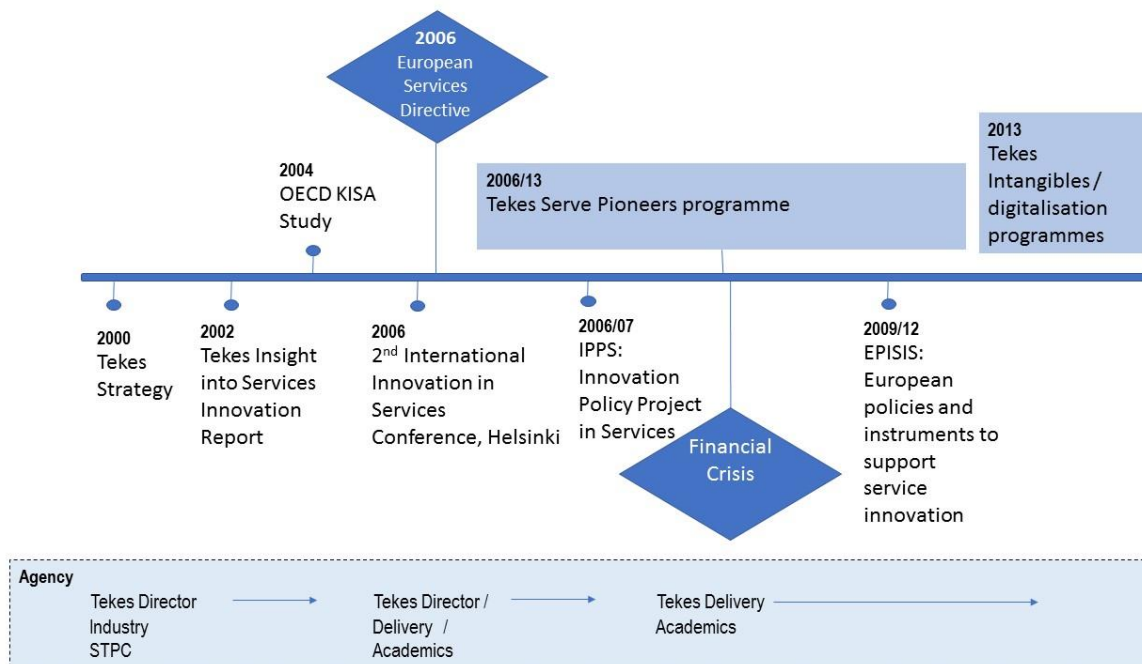 2006
European
Services
Directive
2013
Tekes
Intangibles /
digitalisation
programmes
2004
OECD KISA
Study
2006/13
Tekes Serve Pioneers programme
2000
Tekes
Strategy
2002
Tekes Insight
into Services
Innovation
Report
2006
2nd International
Innovation in
Services
Conference, Helsinki
2006/07
IPPS:
Innovation
Policy Project
in Services
Financial
Crisis
2009/12
EPISIS:
European
policies and
instruments to
support
service
innovation
Agency
Tekes Director
Industry
STPC
Tekes Director /
Delivery /
Academics
Tekes Delivery
Academics